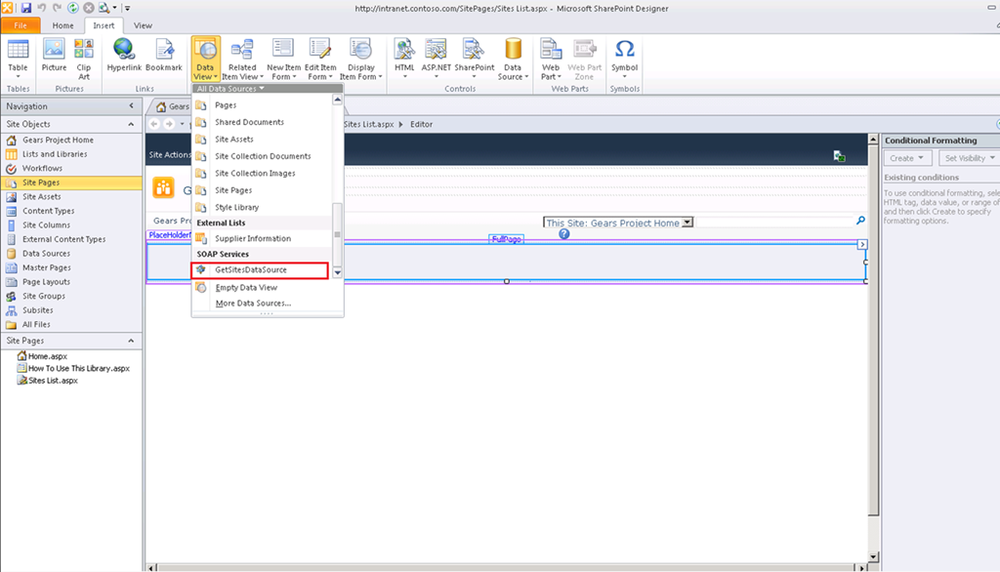 http://intranet.contoso.com/SitePages/Sites List.aspx - Microsoft SharePoint Designer
File Home Insert View
Table Picture Clip Art Hyperlink Bookmark Data View Related Item View New Item Form Edit Item Form Display Item Form HTML ASP.NET SharePoint Data Source Web Part Web Part Zone Symbol
Tables Pictures Links Controls Web Parts Symbols
All Data Sources
Navigation
Gears
Site Objects
Sites List.aspx Editor
Gears Project Home
Lists and Libraries
Workflows
Site Pages
Site Assets
Content Types
Site Columns
External Content Types
Data Sources
Master Pages
Page Layouts
Site Groups
Subsites
All Files
Site Pages
Home.aspx
How To Use This Library.aspx
Sites List.aspx
Pages
Shared Documents
Site Assets
Site Collection Documents
Site Collection Images
Site Pages
Style Library
External Lists
Supplier Information
SOAP Services
GetSitesDataSource
Empty Data View
More Data Sources...
Site Actions
G
Gears Pr
This Site: Gears Project Home
?
PlaceHolder
FullPage
Conditional Formatting
Create Set Visibility
Existing conditions
To use conditional formatting, sele
HTML tag, data value, or range of
and then click Create to specify
formatting options.